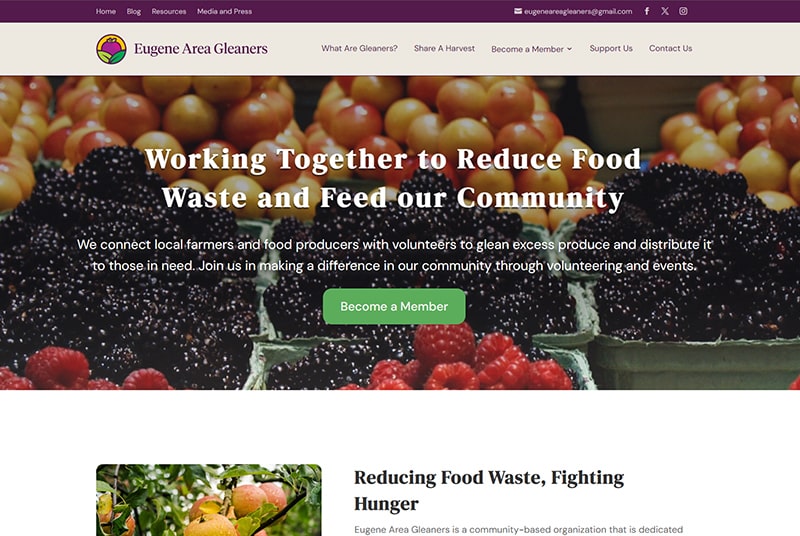 Home Blog Resources Media and Press eugeneareagleaners@gmail.com
Eugene Area Gleaners What Are Gleaners? Share A Harvest Become a Member Support Us Contact Us
Working Together to Reduce Food
Waste and Feed our Community
We connect local farmers and food producers with volunteers to glean excess produce and distribute it
to those in need. Join us in making a difference in our community through volunteering and events.
Become a Member
Reducing Food Waste, Fighting
Hunger
Eugene Area Gleaners is a community-based organization that is dedicated